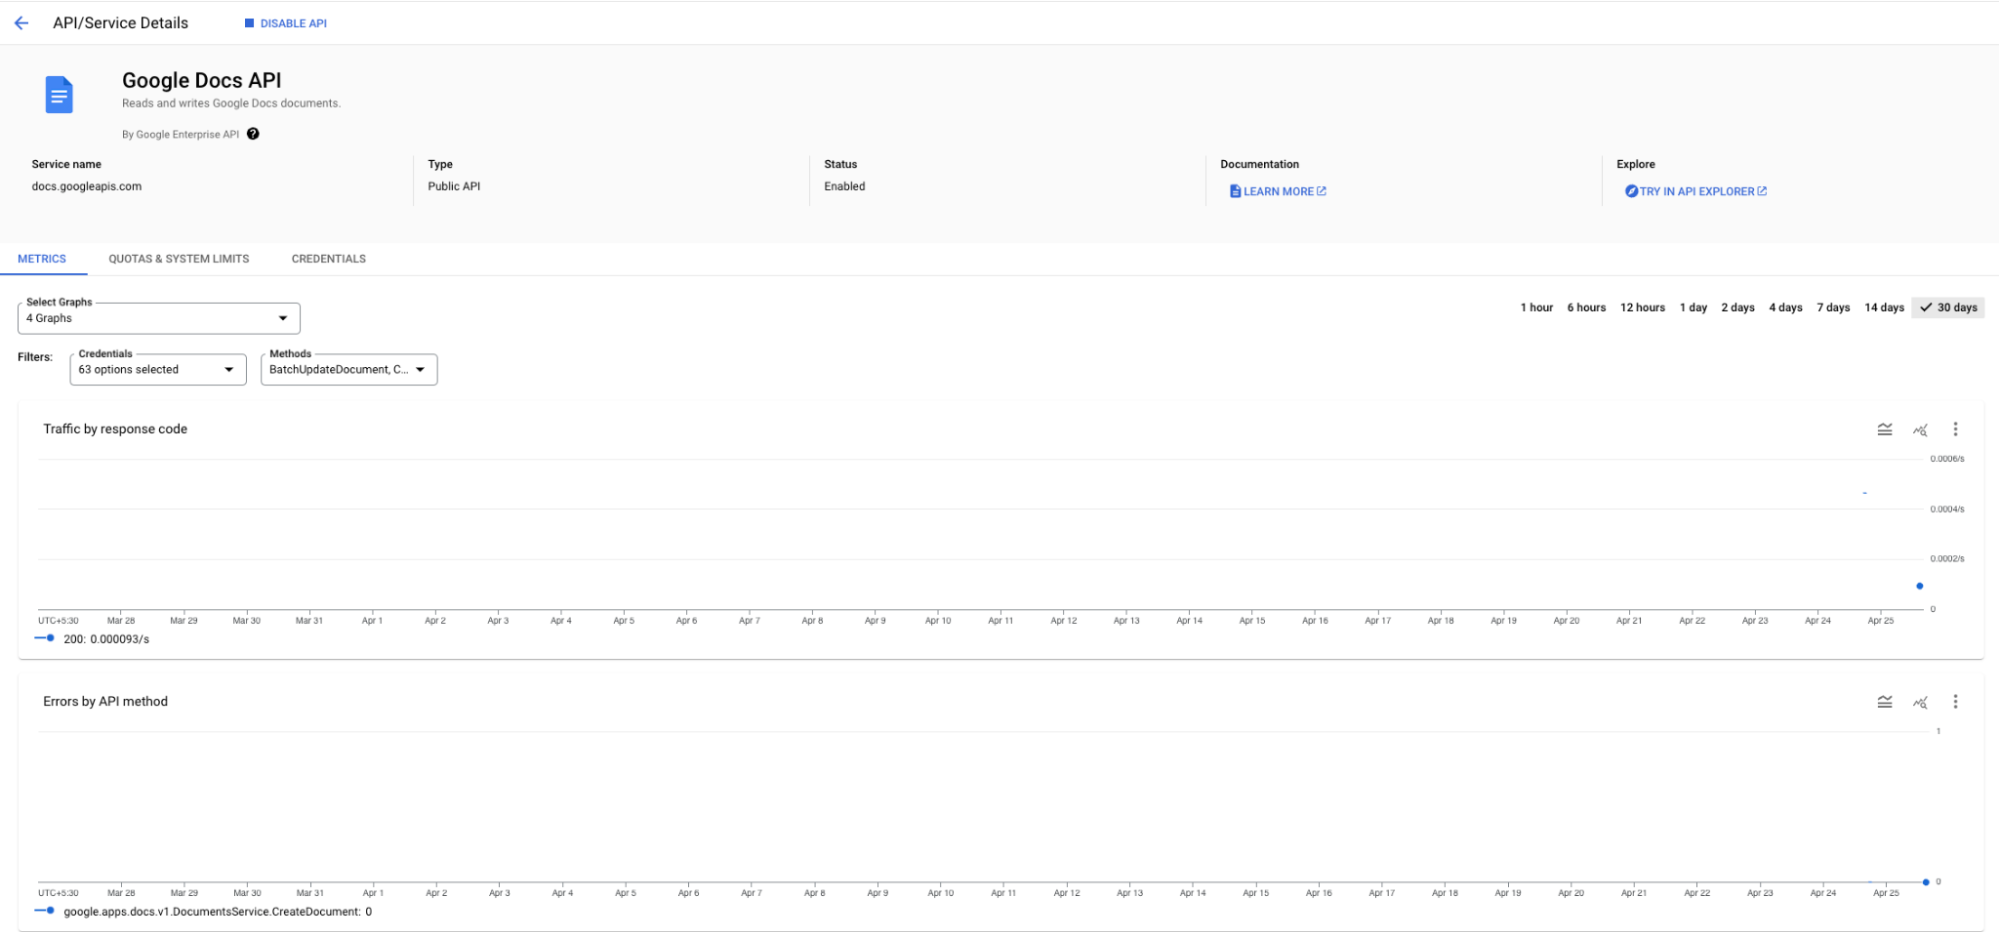 API/Service Details
DISABLE API
Google Docs API
Reads and writes Google Docs documents.
By Google Enterprise API
Service name
docs.googleapis.com
Type
Public API
Status
Enabled
Documentation
LEARN MORE
Explore
TRY IN API EXPLORER
METRICS QUOTAS & SYSTEM LIMITS CREDENTIALS
Select Graphs
4 Graphs
1 hour 6 hours 12 hours 1 day 2 days 4 days 7 days 14 days 30 days
Filters:
Credentials
63 options selected
Methods
BatchUpdateDocument, C...
Traffic by response code
0.0006/s
0.0004/s
0.0002/s
0
UTC+5:30 Mar 28 Mar 29 Mar 30 Mar 31 Apr 1 Apr 2 Apr 3 Apr 4 Apr 5 Apr 6 Apr 7 Apr 8 Apr 9 Apr 10 Apr 11 Apr 12 Apr 13 Apr 14 Apr 15 Apr 16 Apr 17 Apr 18 Apr 19 Apr 20 Apr 21 Apr 22 Apr 23 Apr 24 Apr 25
200: 0.000093/s
Errors by API method
1
0
UTC+5:30 Mar 28 Mar 29 Mar 30 Mar 31 Apr 1 Apr 2 Apr 3 Apr 4 Apr 5 Apr 6 Apr 7 Apr 8 Apr 9 Apr 10 Apr 11 Apr 12 Apr 13 Apr 14 Apr 15 Apr 16 Apr 17 Apr 18 Apr 19 Apr 20 Apr 21 Apr 22 Apr 23 Apr 24 Apr 25
google.apps.docs.v1.DocumentsService.CreateDocument: 0